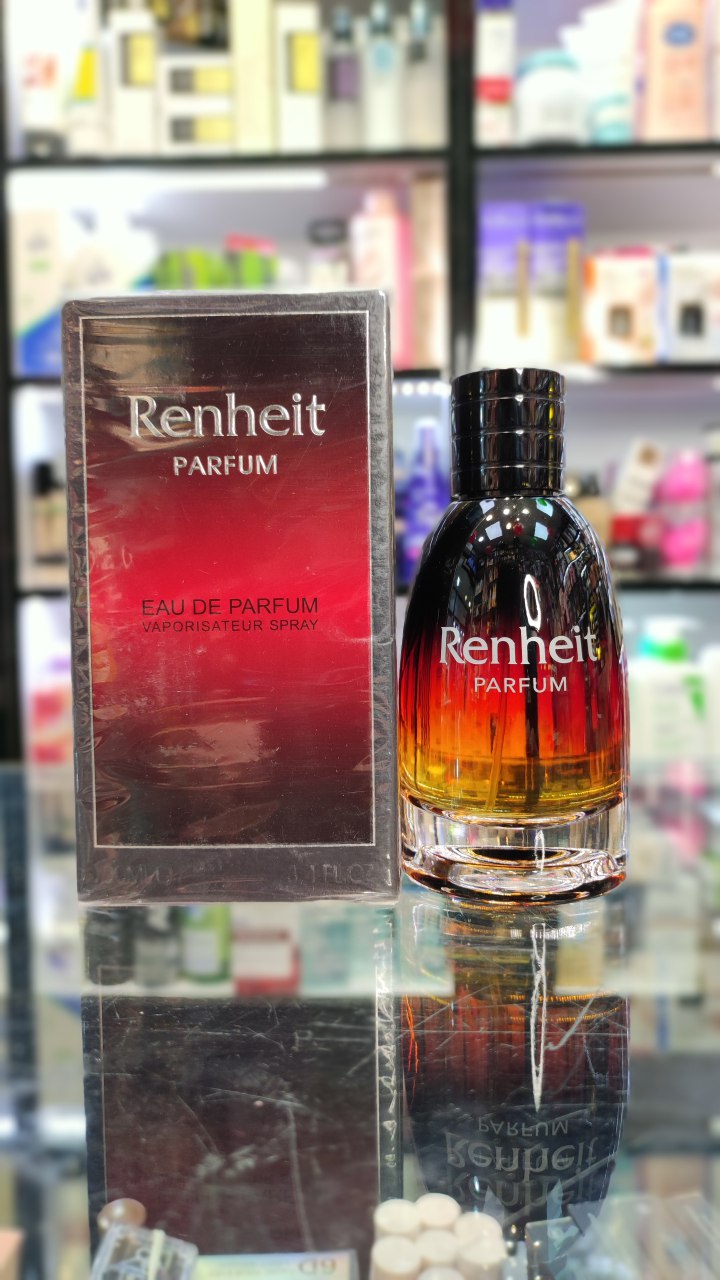 Renheit
PARFUM
EAU DE PARFUM
VAPORISATEUR SPRAY
Renheit
PARFUM